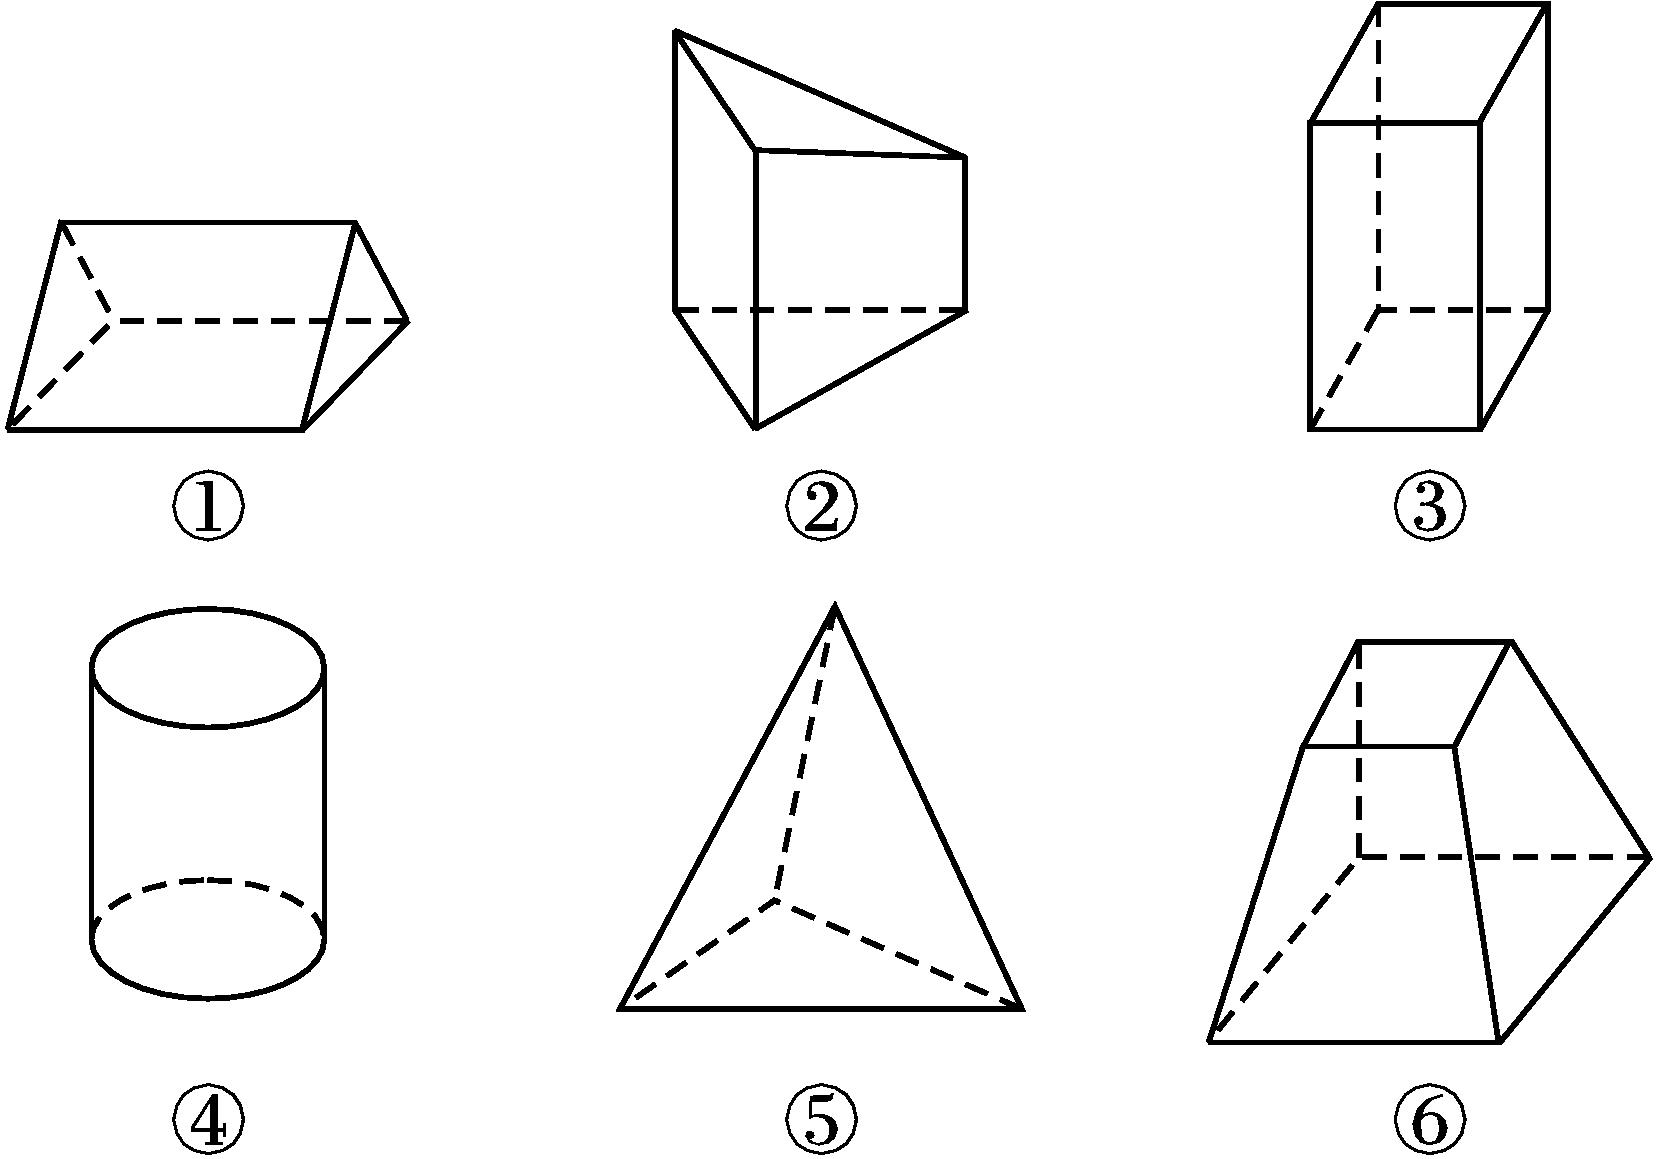 ① ② ③
④ ⑤ ⑥